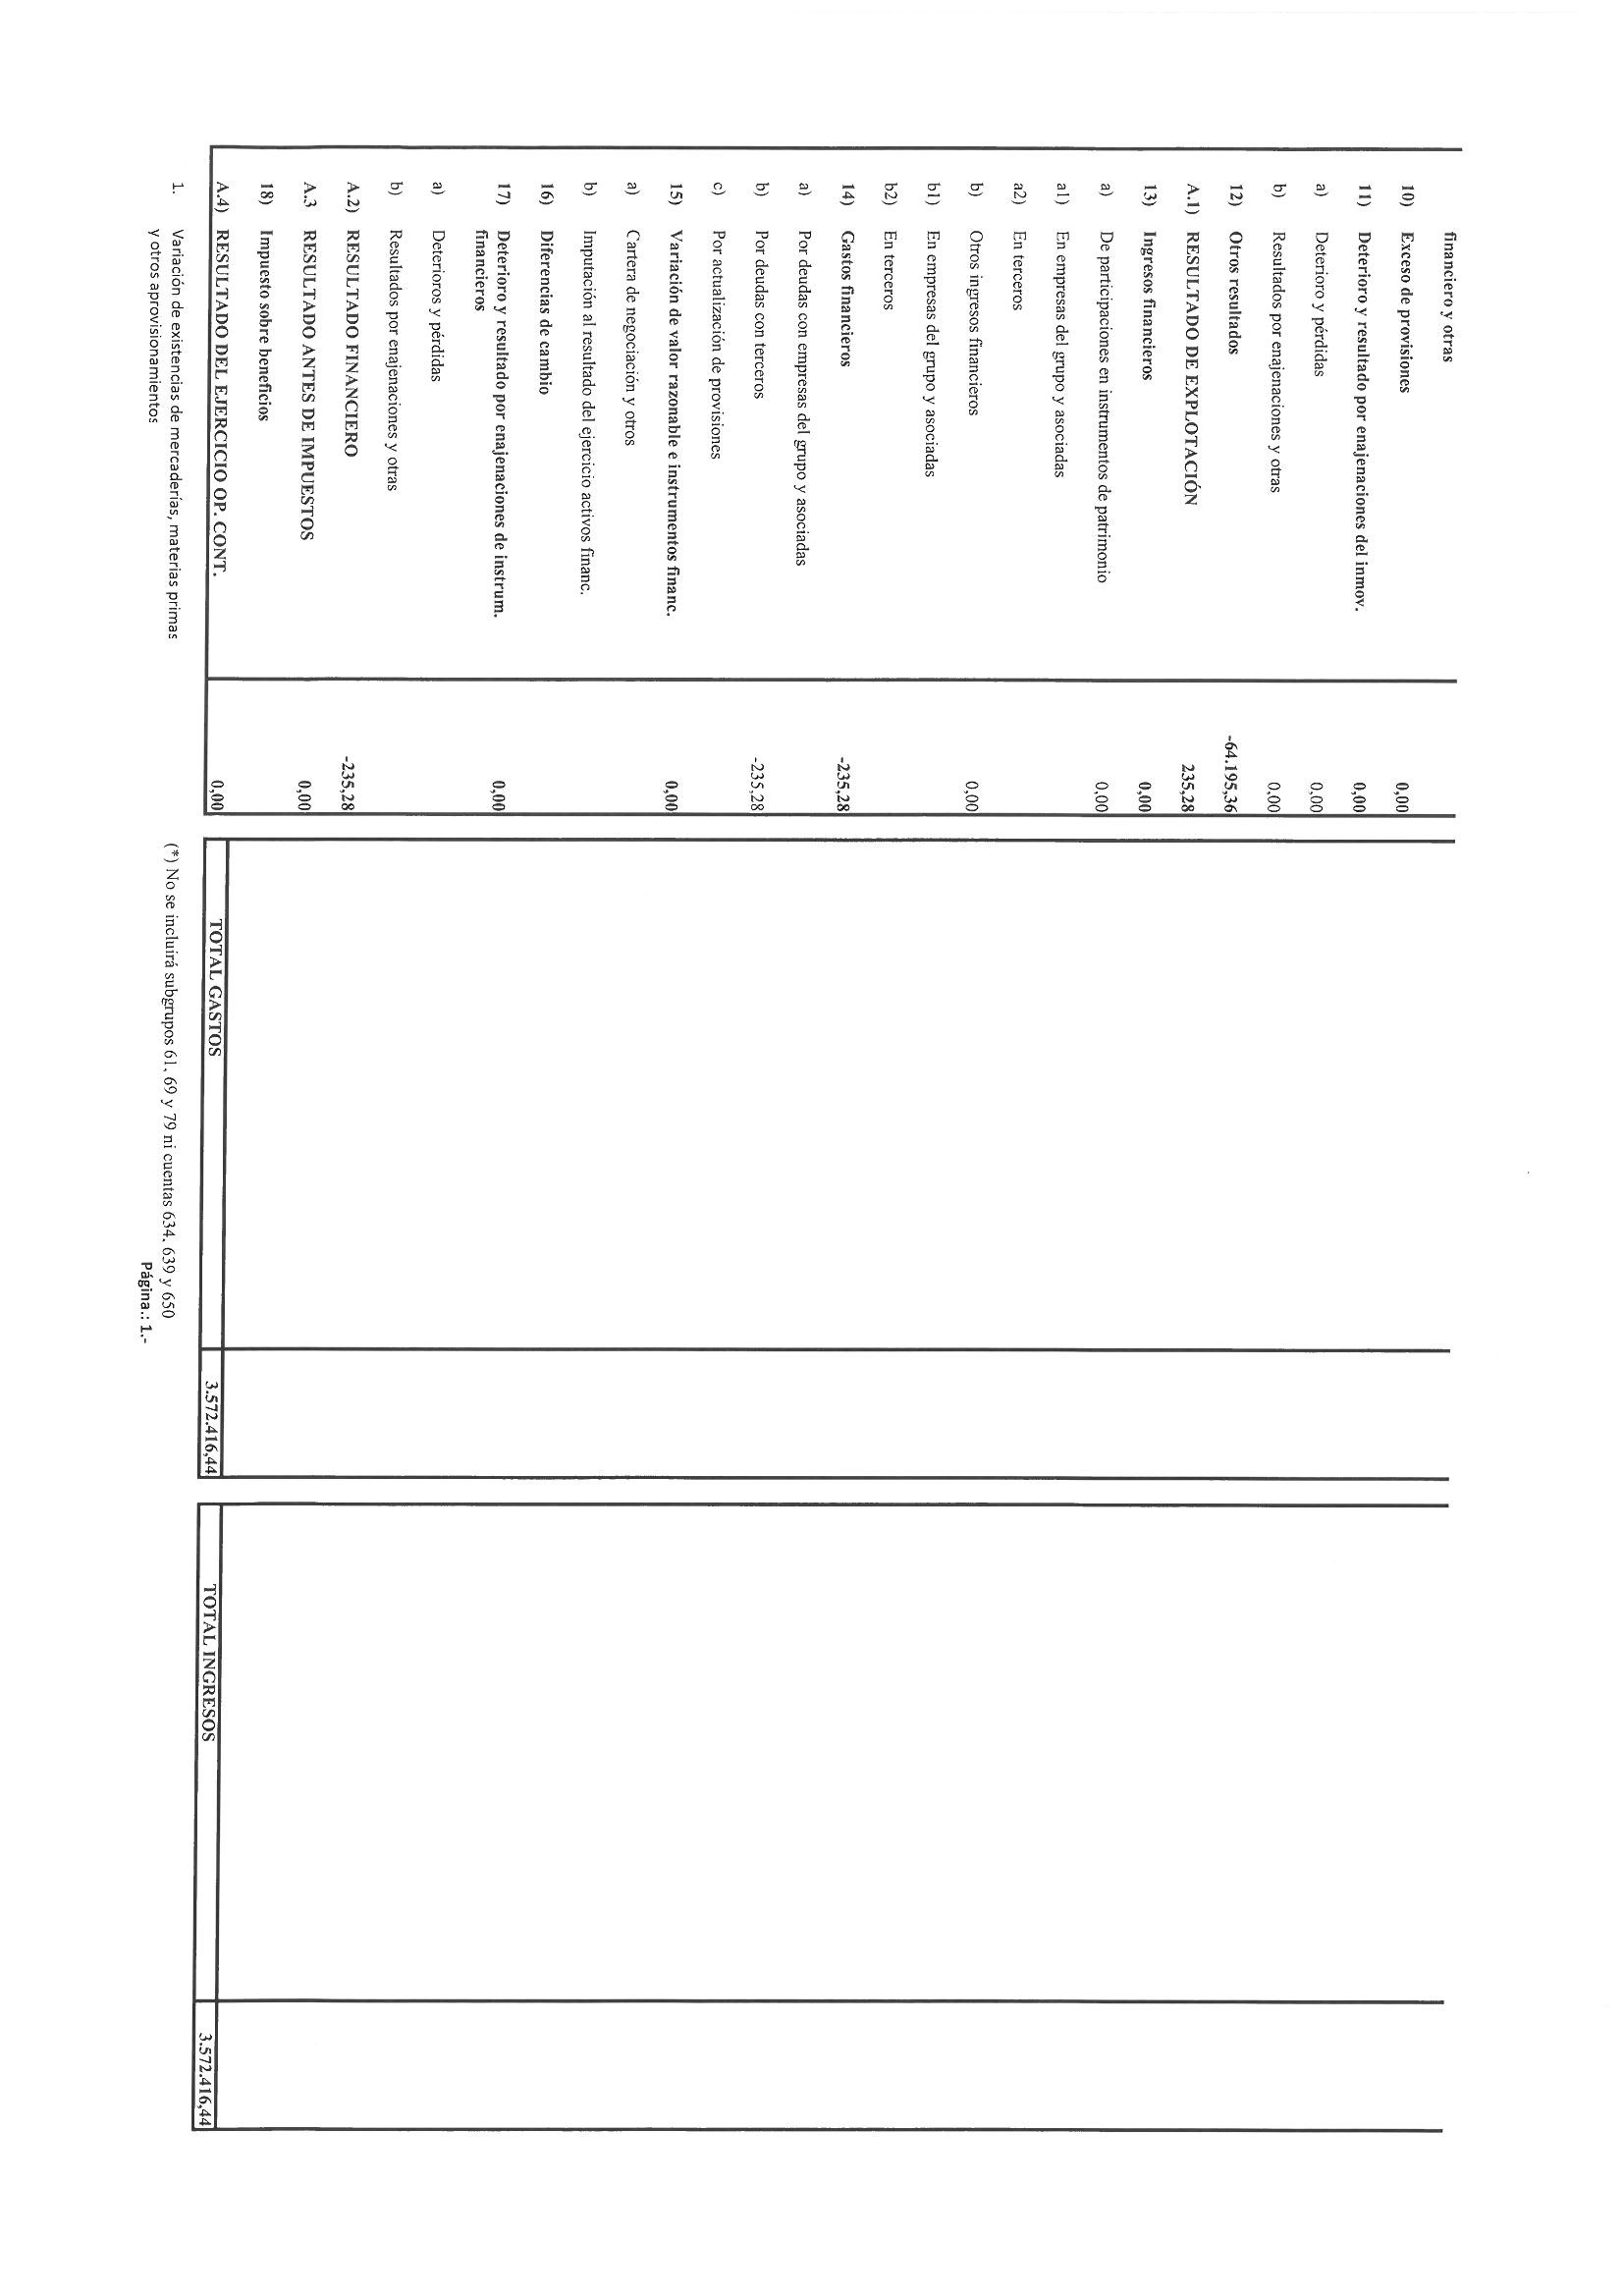 financiero y otras
10) Exceso de provisiones 0,00
11) Deterioro y resultado por enajenaciones del inmov. 0,00
a) Deterioro y pérdidas 0,00
b) Resultados por enajenaciones y otras 0,00
12) Otros resultados -64.195,36
A.1) RESULTADO DE EXPLOTACIÓN 235,28
13) Ingresos financieros 0,00
a) De participaciones en instrumentos de patrimonio 0,00
a1) En empresas del grupo y asociadas
a2) En terceros
b) Otros ingresos financieros 0,00
b1) En empresas del grupo y asociadas
b2) En terceros
14) Gastos financieros -235,28
a) Por deudas con empresas del grupo y asociadas
b) Por deudas con terceros -235,28
c) Por actualización de provisiones
15) Variación de valor razonable e instrumentos financ. 0,00
a) Cartera de negociación y otros
b) Imputación al resultado del ejercicio activos financ.
16) Diferencias de cambio
17) Deterioro y resultado por enajenaciones de instrum. 0,00
financieros
a) Deterioros y pérdidas
b) Resultados por enajenaciones y otras
A.2) RESULTADO FINANCIERO -235,28
A.3 RESULTADO ANTES DE IMPUESTOS 0,00
18) Impuesto sobre beneficios
A.4) RESULTADO DEL EJERCICIO OP. CONT. 0,00
TOTAL GASTOS 3.572.416,44
TOTAL INGRESOS 3.572.416,44
1. Variación de existencias de mercaderías, materias primas
y otros aprovisionamientos
(*) No se incluirá subgrupos 61, 69 y 79 ni cuentas 634, 639 y 650
Página.: 1.-